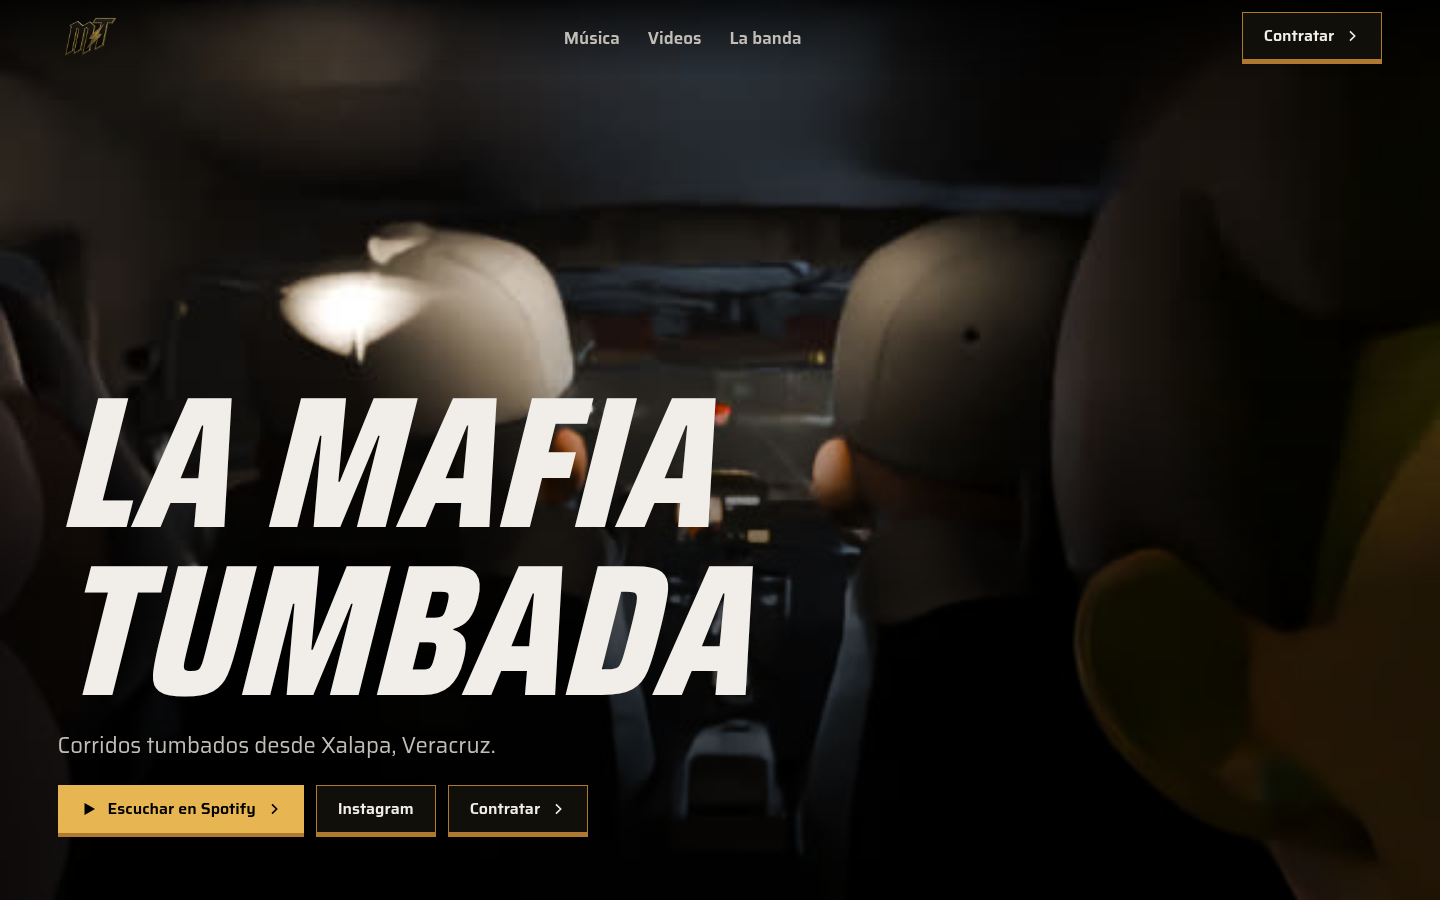 MT
Música
Videos
La banda
Contratar
LA MAFIA
TUMBADA
Corridos tumbados desde Xalapa, Veracruz.
Escuchar en Spotify
Instagram
Contratar